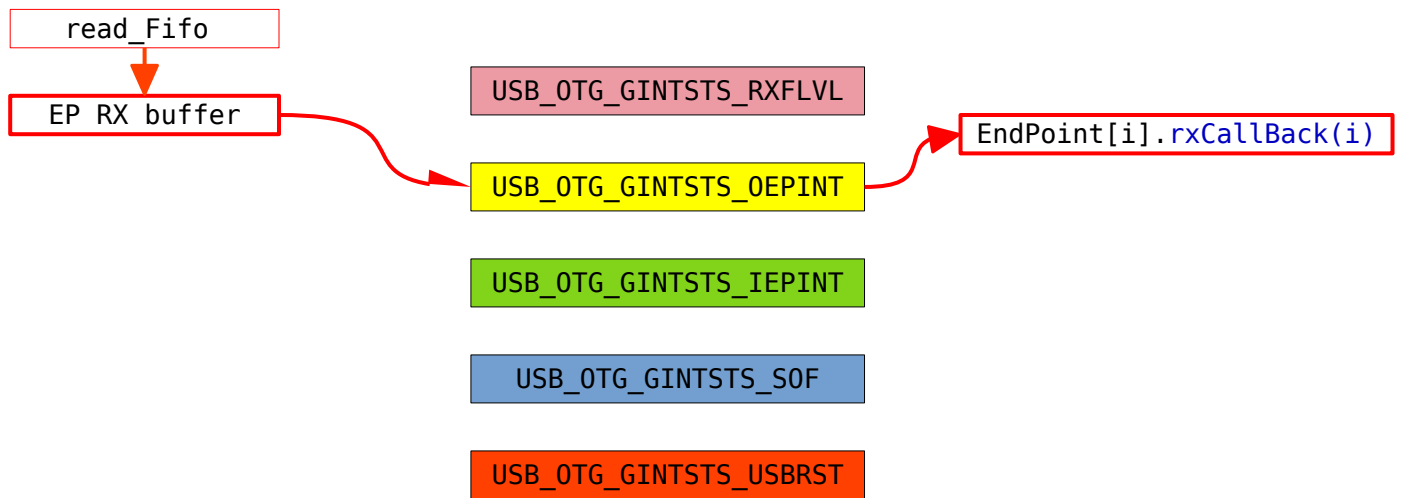 read_Fifo
EP RX buffer
USB_OTG_GINTSTS_RXFLVL
USB_OTG_GINTSTS_OEPINT
EndPoint[i].rxCallBack(i)
USB_OTG_GINTSTS_IEPINT
USB_OTG_GINTSTS_SOF
USB_OTG_GINTSTS_USBRST